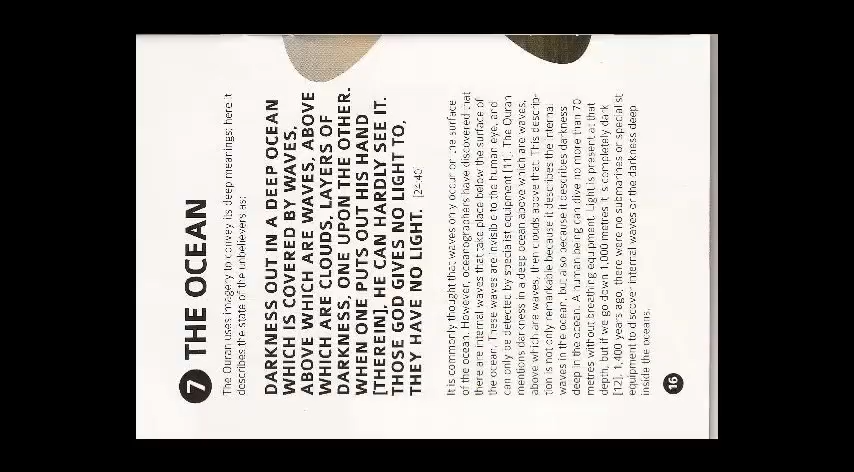 7 THE OCEAN
The Quran uses imagery to convey its deep meanings; here it
describes the state of the unbelievers as:
DARKNESS OUT IN A DEEP OCEAN
WHICH IS COVERED BY WAVES,
ABOVE WHICH ARE WAVES, ABOVE
WHICH ARE CLOUDS, LAYERS OF
DARKNESS, ONE UPON THE OTHER.
WHEN ONE PUTS OUT HIS HAND
[THEREIN], HE CAN HARDLY SEE IT.
THOSE GOD GIVES NO LIGHT TO,
THEY HAVE NO LIGHT. [24:40]
It is commonly thought that waves only occur on the surface
of the ocean. However, oceanographers have discovered that
there are internal waves that take place below the surface of
the ocean. These waves are invisible to the human eye, and
can only be detected by specialist equipment [11]. The Quran
mentions darkness in a deep ocean above which are waves,
above which are waves, then clouds above that. This descrip-
tion is not only remarkable because it describes the internal
waves in the ocean, but also because it describes darkness
deep in the ocean. A human being can dive no more than 70
metres without breathing equipment. Light is present at that
depth, but if we go down 1,000 metres it is completely dark
[12]. 1,400 years ago, there were no submarines or specialist
equipment to discover internal waves or the darkness deep
inside the oceans.
16